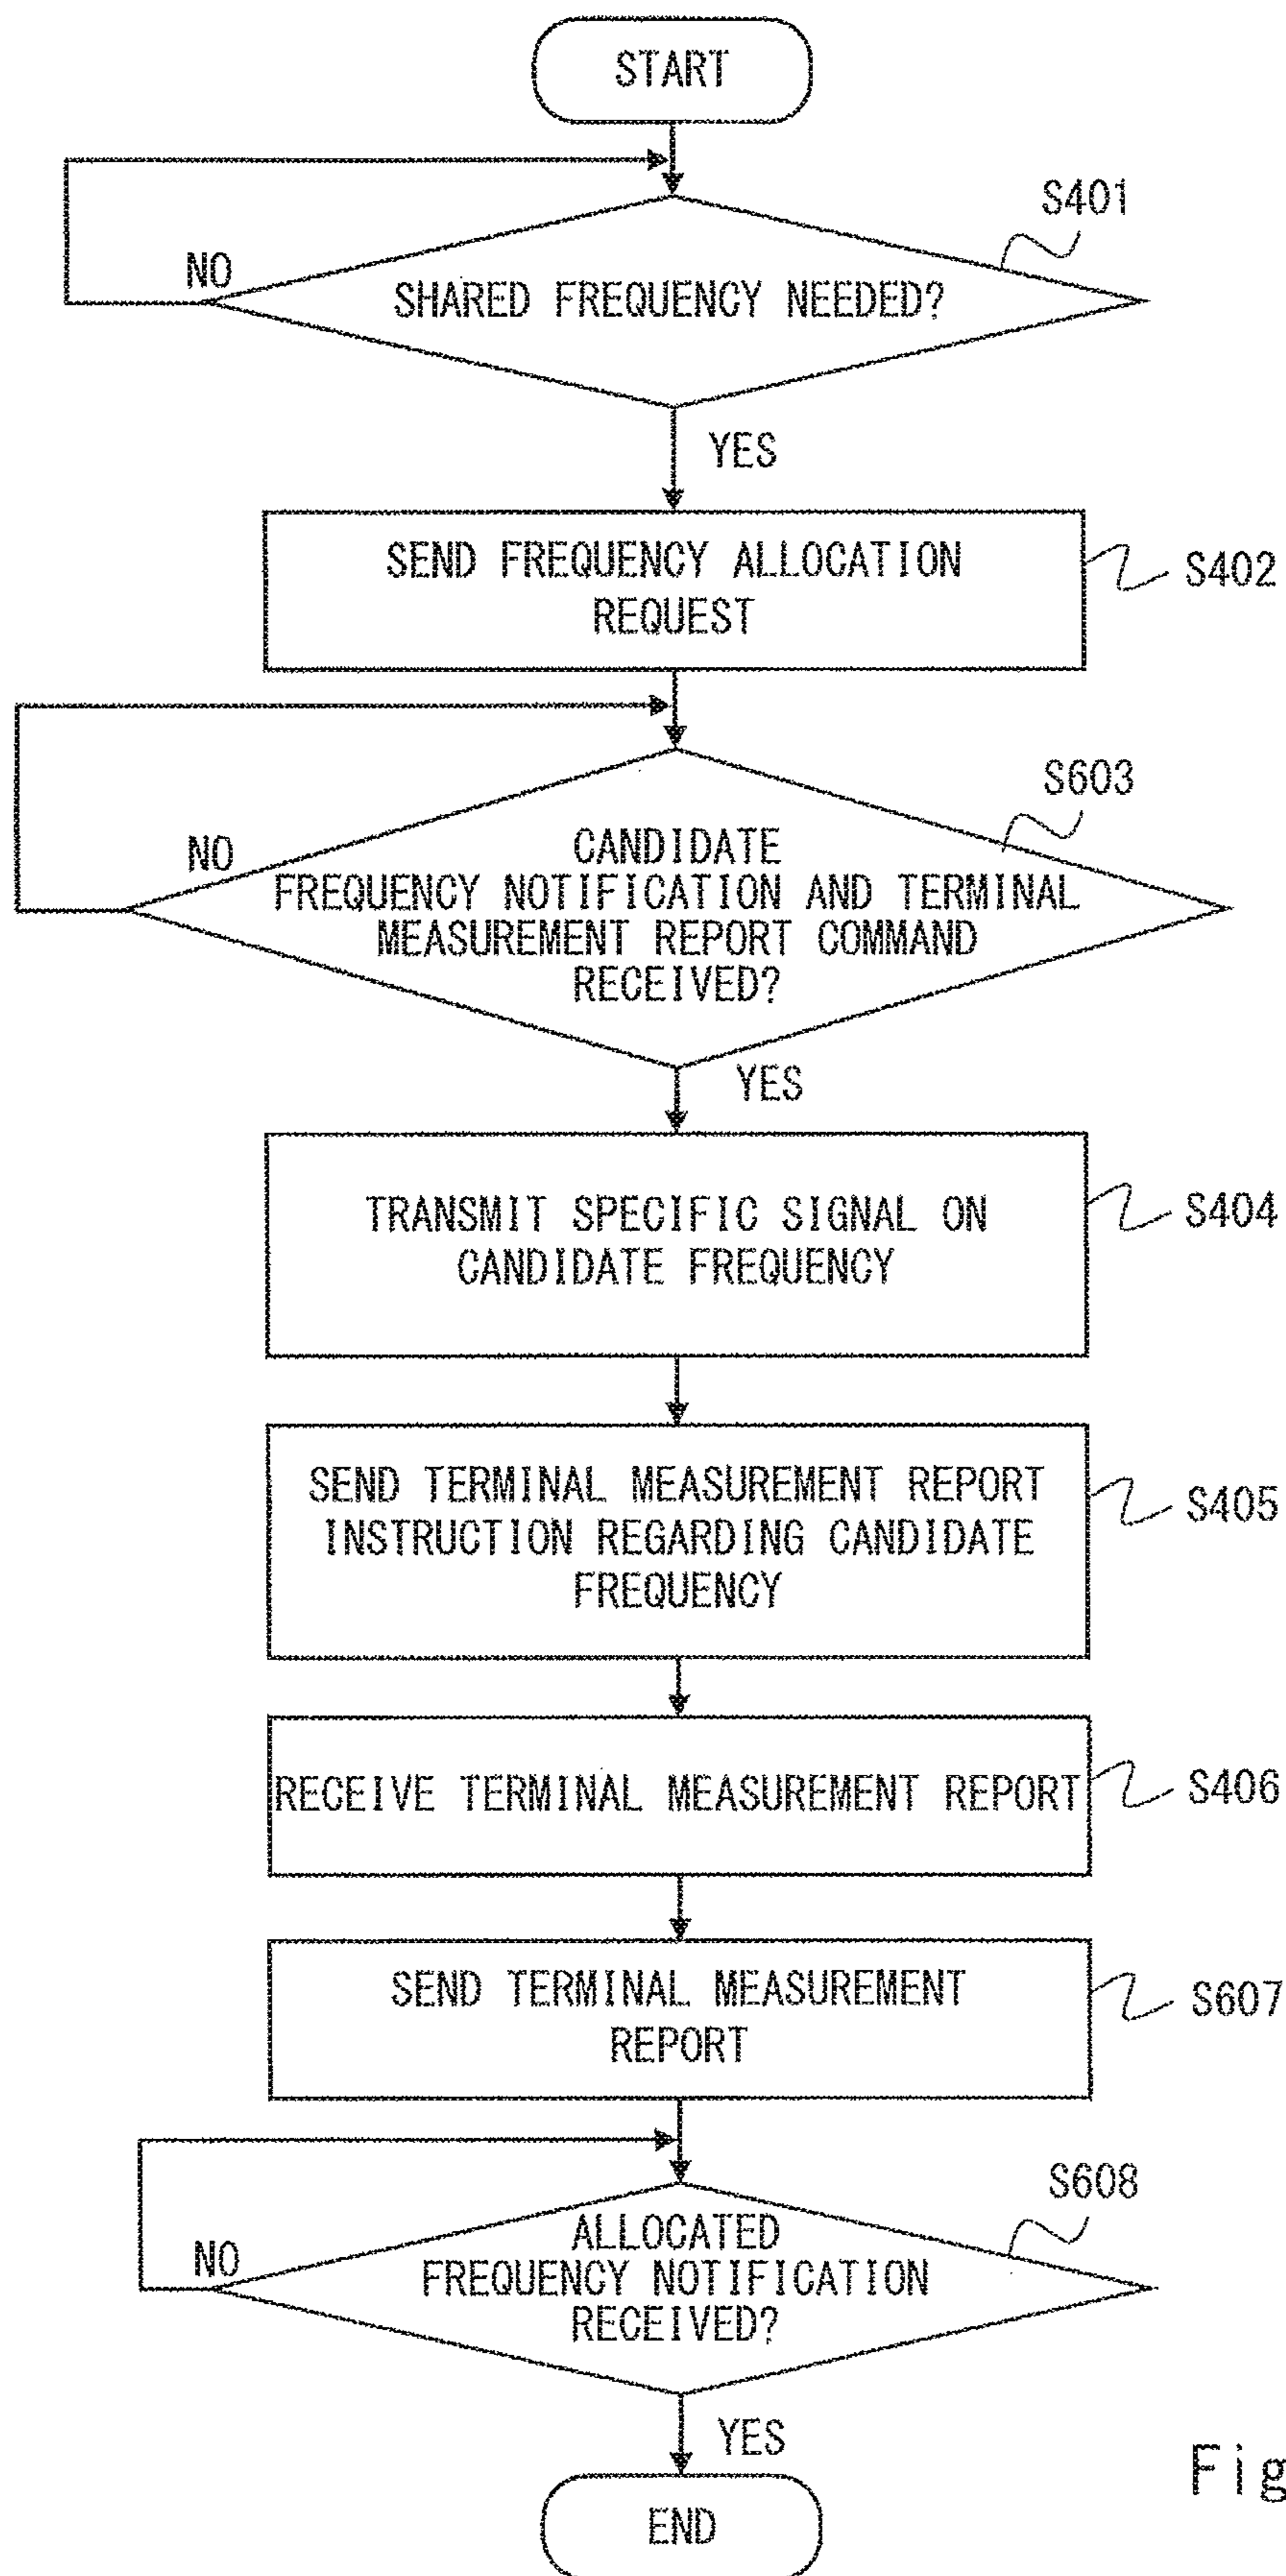 START
S401
NO
SHARED FREQUENCY NEEDED?
YES
SEND FREQUENCY ALLOCATION
REQUEST
S402
S603
NO
CANDIDATE
FREQUENCY NOTIFICATION AND TERMINAL
MEASUREMENT REPORT COMMAND
RECEIVED?
YES
TRANSMIT SPECIFIC SIGNAL ON
CANDIDATE FREQUENCY
S404
SEND TERMINAL MEASUREMENT REPORT
INSTRUCTION REGARDING CANDIDATE
FREQUENCY
S405
RECEIVE TERMINAL MEASUREMENT REPORT
S406
SEND TERMINAL MEASUREMENT
REPORT
S607
S608
NO
ALLOCATED
FREQUENCY NOTIFICATION
RECEIVED?
YES
Fig
END